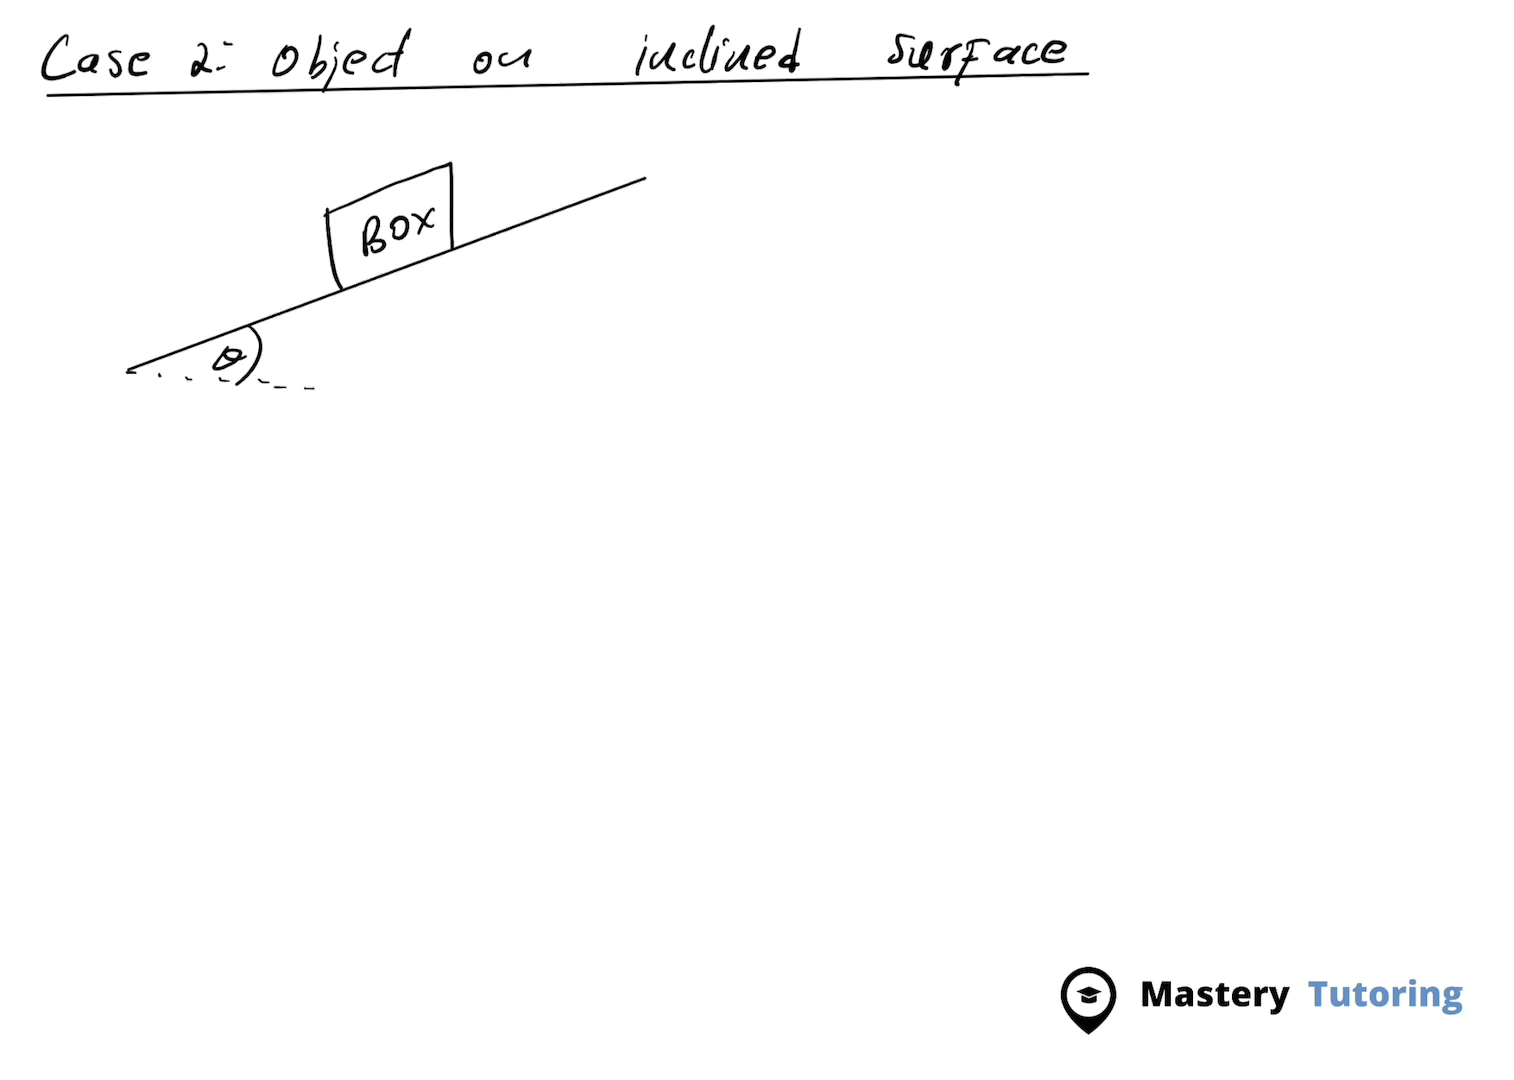 Case 2: Object on inclined surface
BOX
θ
Mastery Tutoring